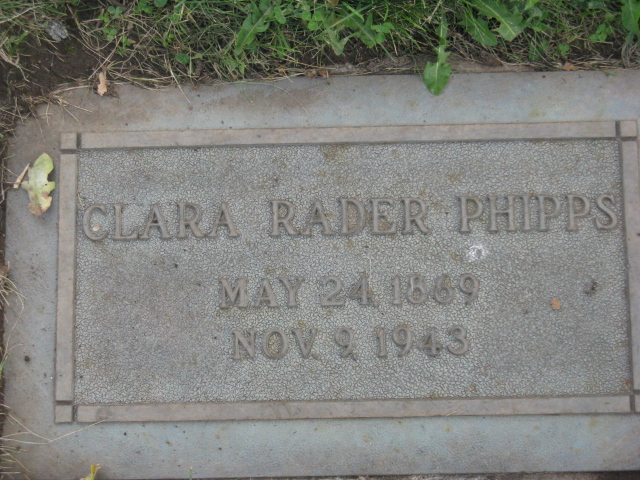 CLARA RADER PHIPPS
MAY 24, 1869
NOV. 9, 1943